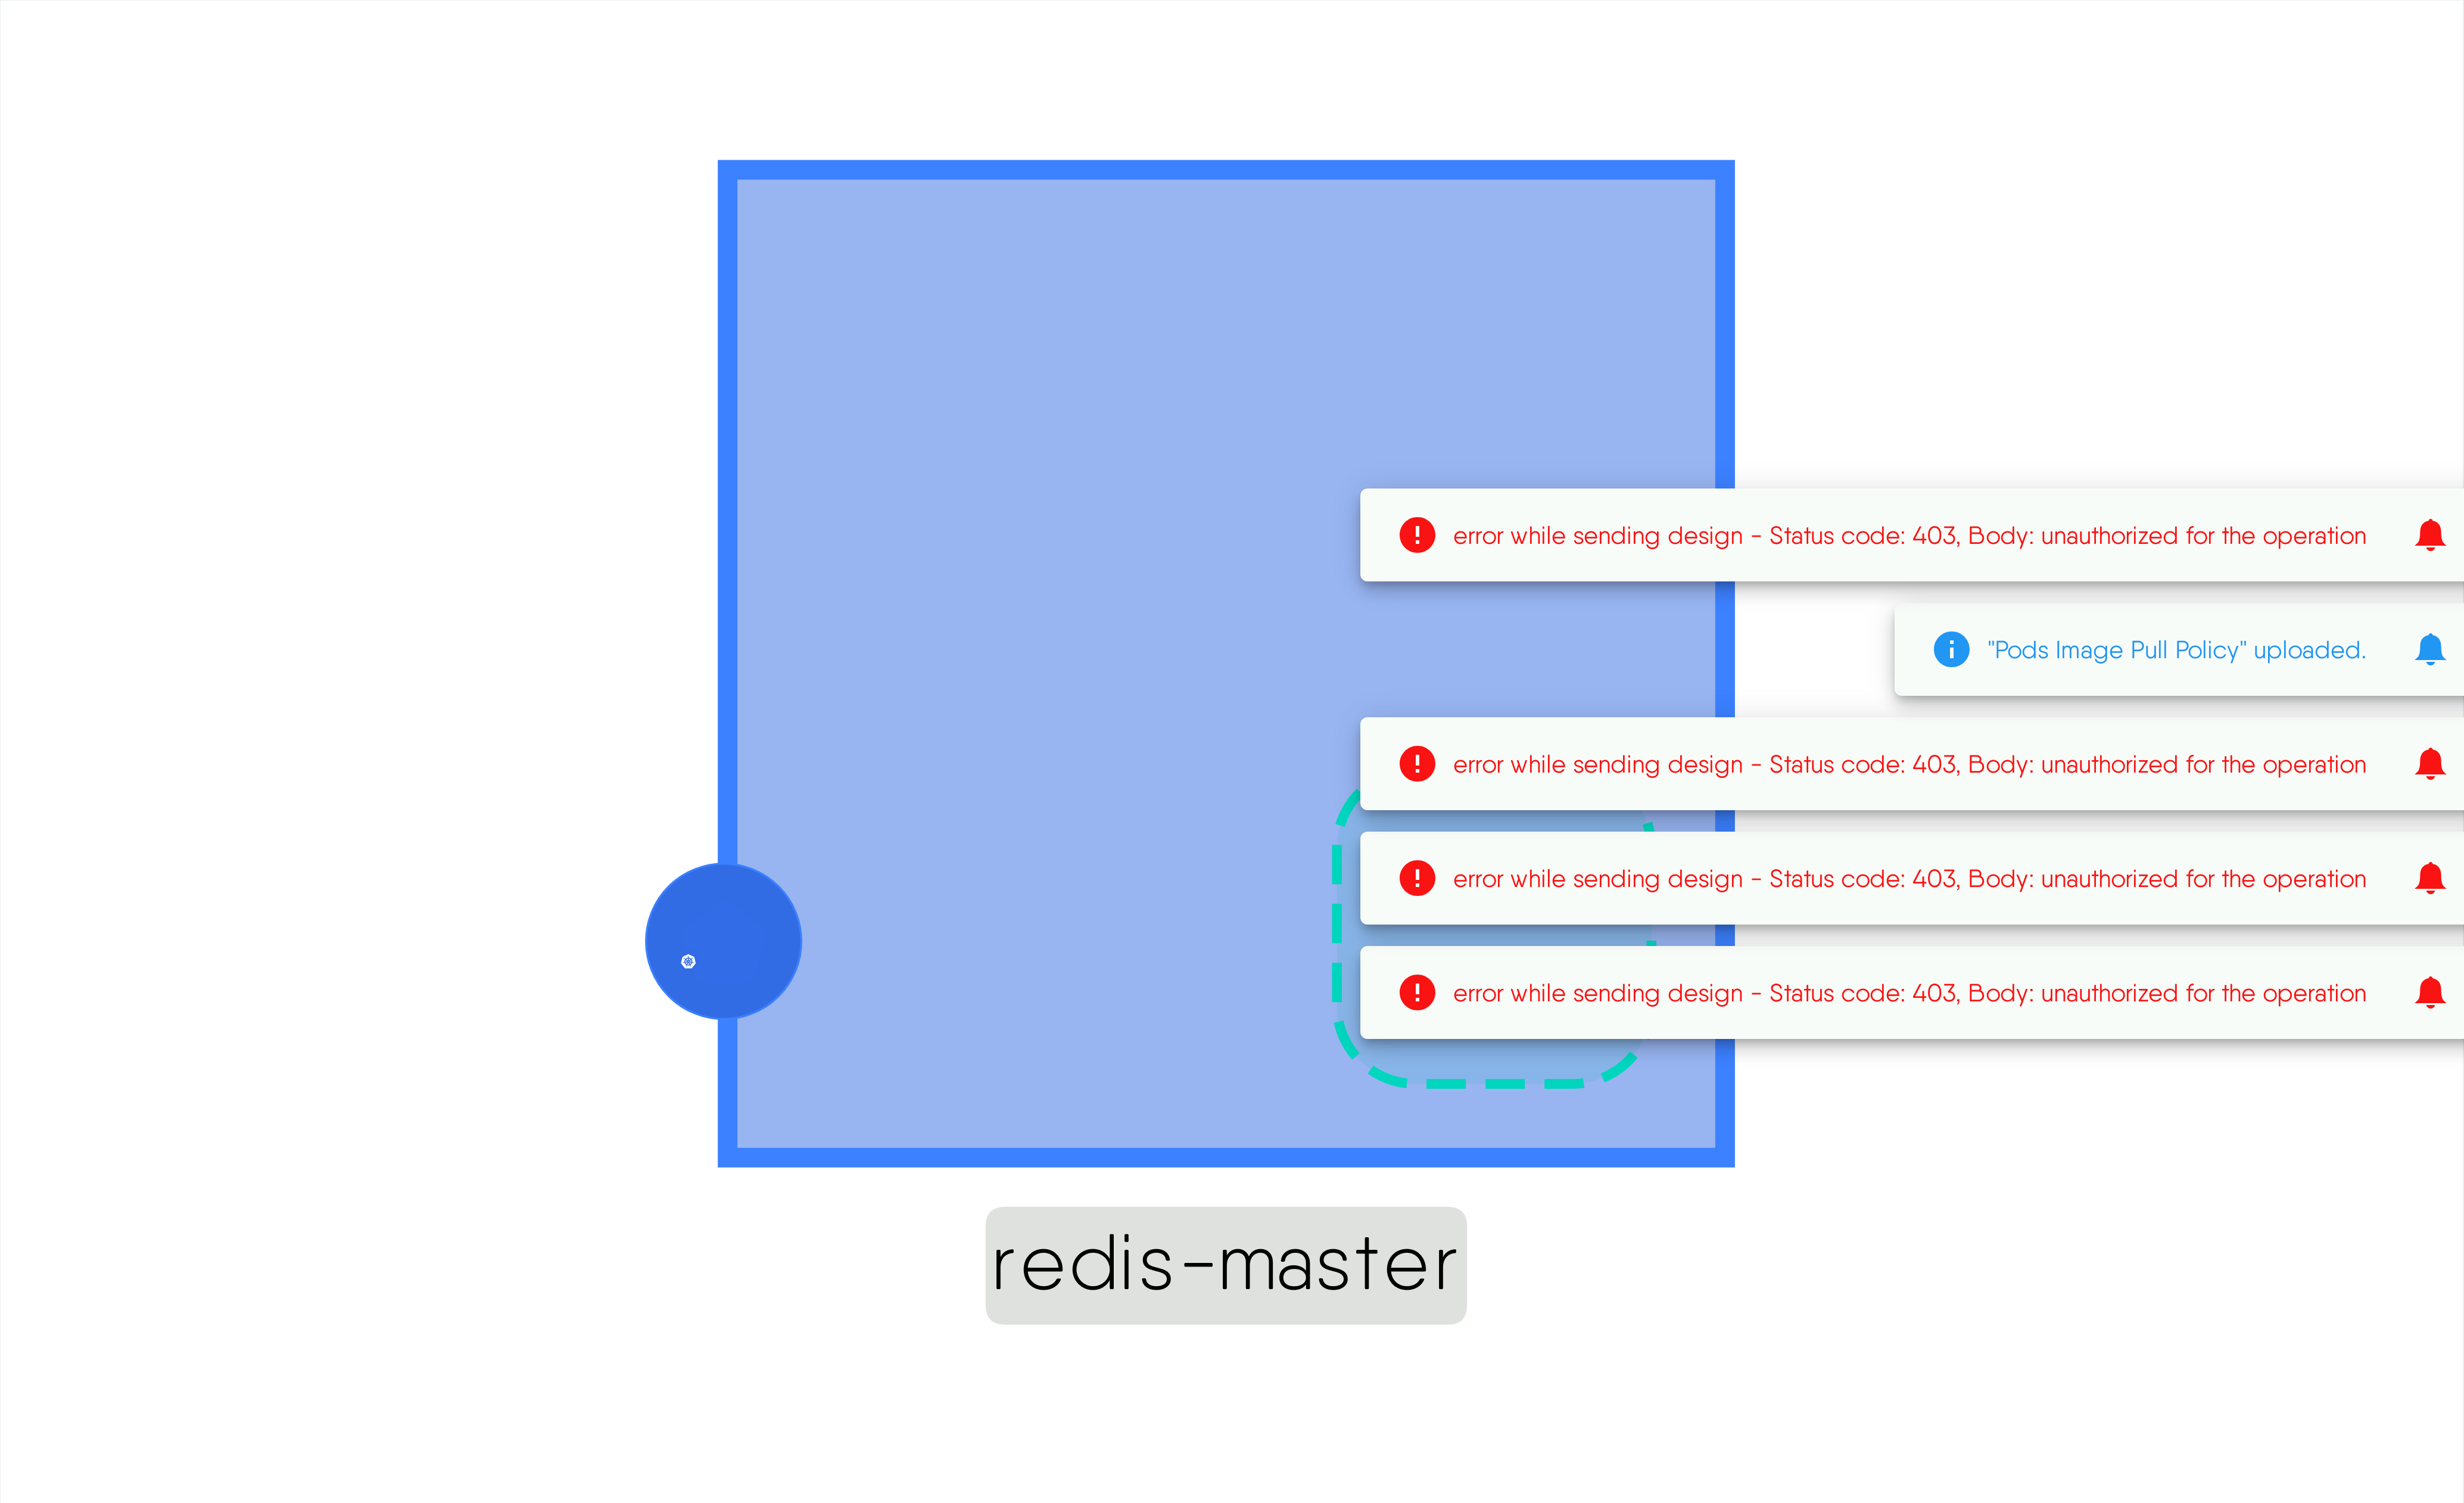 error while sending design - Status code: 403, Body: unauthorized for the operation
"Pods Image Pull Policy" uploaded.
error while sending design - Status code: 403, Body: unauthorized for the operation
error while sending design - Status code: 403, Body: unauthorized for the operation
error while sending design - Status code: 403, Body: unauthorized for the operation
redis-master